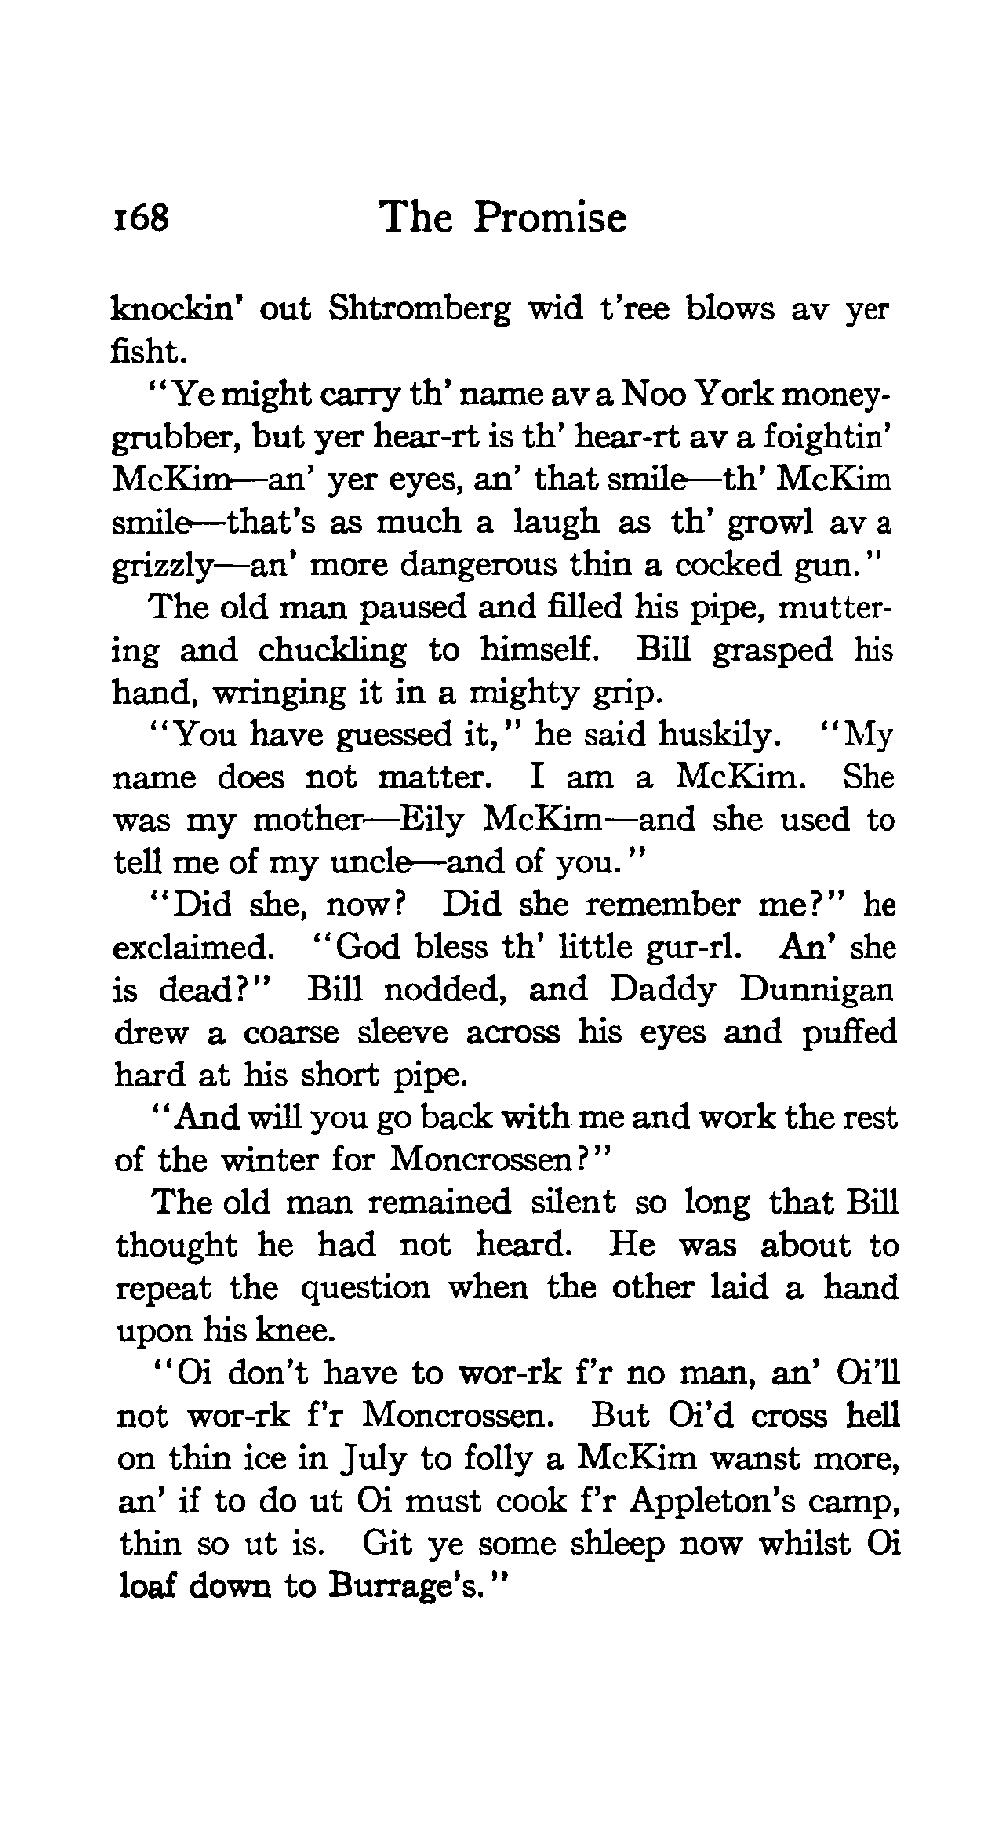 168 The Promise
knockin' out Shtromberg wid t'ree blows av yer
fisht.
"Ye might carry th' name av a Noo York money-
grubber, but yer hear-rt is th' hear-rt av a foightin'
McKim—an' yer eyes, an' that smile—th' McKim
smile—that's as much a laugh as th' growl av a
grizzly—an' more dangerous thin a cocked gun."
The old man paused and filled his pipe, mutter-
ing and chuckling to himself. Bill grasped his
hand, wringing it in a mighty grip.
"You have guessed it," he said huskily. "My
name does not matter. I am a McKim. She
was my mother—Eily McKim—and she used to
tell me of my uncle—and of you."
"Did she, now? Did she remember me?" he
exclaimed. "God bless th' little gur-rl. An' she
is dead?" Bill nodded, and Daddy Dunnigan
drew a coarse sleeve across his eyes and puffed
hard at his short pipe.
"And will you go back with me and work the rest
of the winter for Moncrossen?"
The old man remained silent so long that Bill
thought he had not heard. He was about to
repeat the question when the other laid a hand
upon his knee.
"Oi don't have to wor-rk f'r no man, an' Oi'll
not wor-rk f'r Moncrossen. But Oi'd cross hell
on thin ice in July to folly a McKim wanst more,
an' if to do ut Oi must cook f'r Appleton's camp,
thin so ut is. Git ye some shleep now whilst Oi
loaf down to Burrage's."